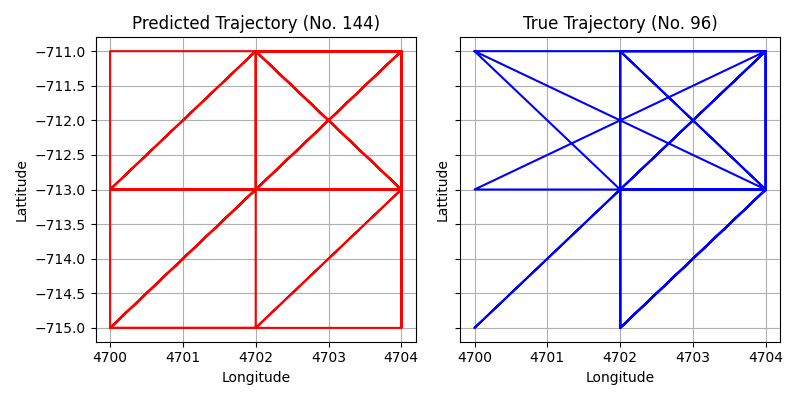 Predicted Trajectory (No. 144)
True Trajectory (No. 96)
−711.0
−711.5
−712.0
−712.5
−713.0
−713.5
−714.0
−714.5
−715.0
Lattitude
Lattitude
4700 4701 4702 4703 4704
4700 4701 4702 4703 4704
Longitude
Longitude